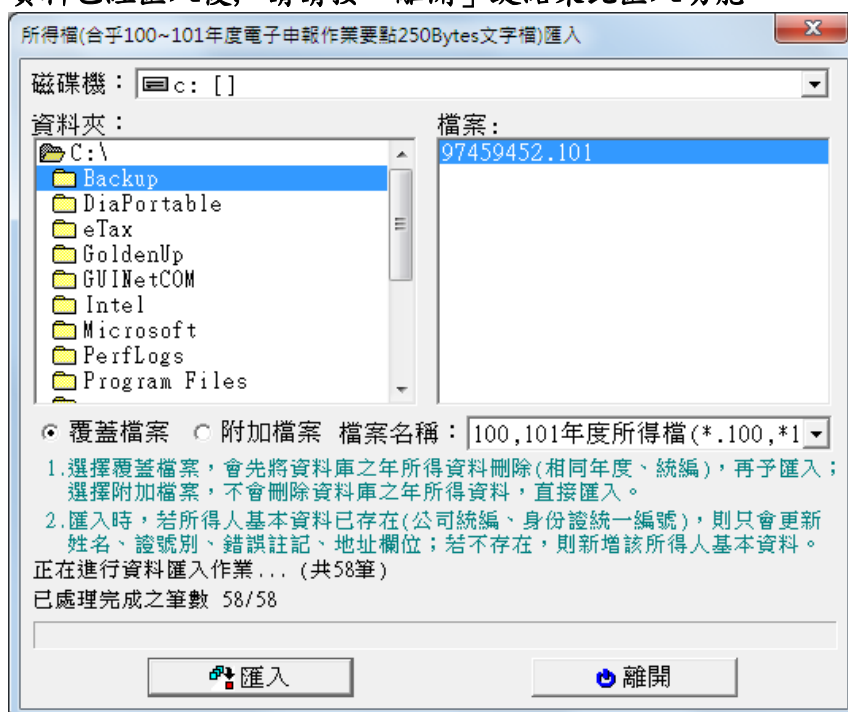 所得檔(合乎100~101年度電子申報作業要點250Bytes文字檔)匯入
磁碟機： c: []
資料夾： 檔案:
C:\ 97459452.101
Backup
DiaPortable
eTax
GoldenUp
GUINetCOM
Intel
Microsoft
PerfLogs
Program Files
覆蓋檔案 附加檔案 檔案名稱： 100,101年度所得檔(*.100,*1
1.選擇覆蓋檔案，會先將資料庫之年所得資料刪除(相同年度、統編)，再予匯入；
選擇附加檔案，不會刪除資料庫之年所得資料，直接匯入。
2.匯入時，若所得人基本資料已存在(公司統編、身份證統一編號)，則只會更新
姓名、證號別、錯誤註記、地址欄位；若不存在，則新增該所得人基本資料。
正在進行資料匯入作業... (共58筆)
已處理完成之筆數 58/58
匯入 離開